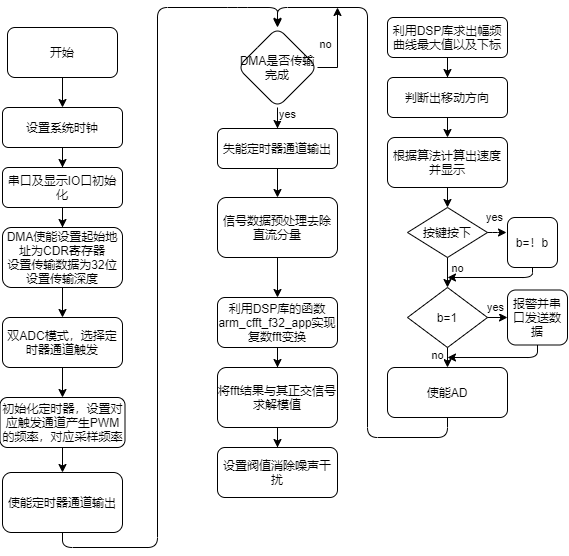 开始
设置系统时钟
串口及显示IO口初始
化
DMA使能设置起始地
址为CDR寄存器
设置传输数据为32位
设置传输深度
双ADC模式，选择定
时器通道触发
初始化定时器，设置对
应触发通道产生PWM
的频率，对应采样频率
使能定时器通道输出
DMA是否传输
完成
no
yes
失能定时器通道输出
信号数据预处理去除
直流分量
利用DSP库的函数
arm_cfft_f32_app实现
复数fft变换
将fft结果与其正交信号
求解模值
设置阀值消除噪声干
扰
利用DSP库求出幅频
曲线最大值以及下标
判断出移动方向
根据算法计算出速度
并显示
按键按下
yes
b=！b
no
b=1
yes
报警并串
口发送数
据
no
使能AD